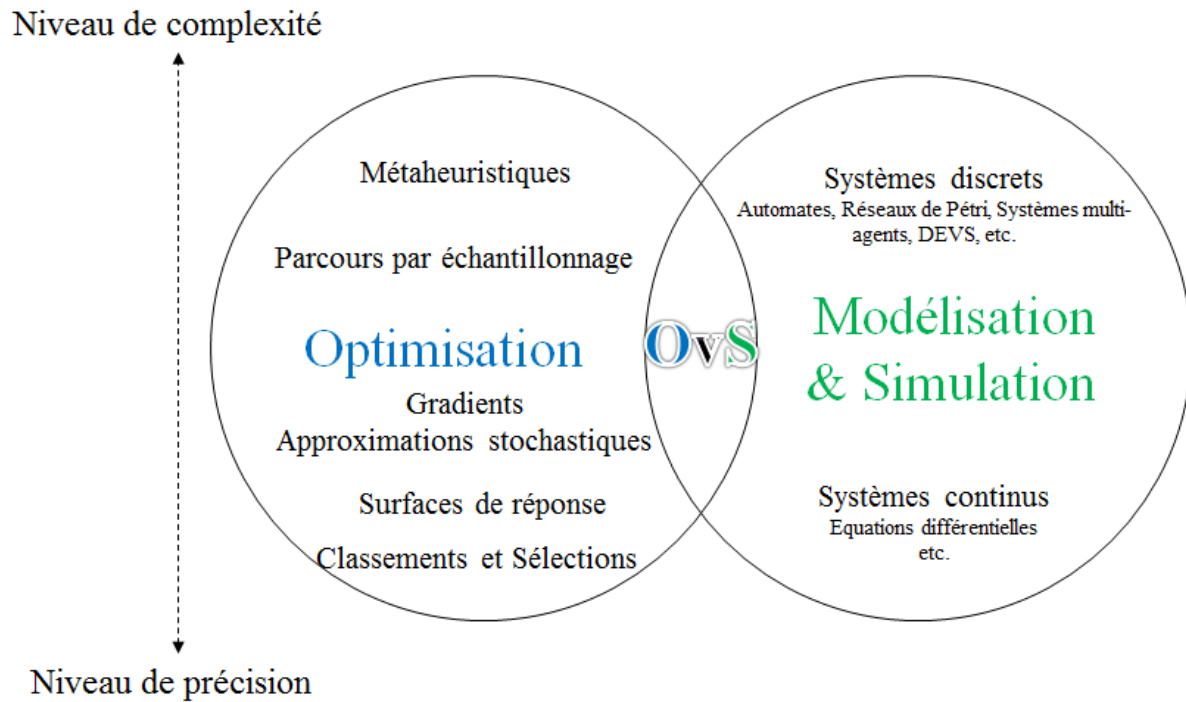 Niveau de complexité
Métaheuristiques
Parcours par échantillonnage
Optimisation
Gradients
Approximations stochastiques
Surfaces de réponse
Classements et Sélections
OvS
Systèmes discrets
Automates, Réseaux de Pétri, Systèmes multi-
agents, DEVS, etc.
Modélisation
& Simulation
Systèmes continus
Equations différentielles
etc.
Niveau de précision